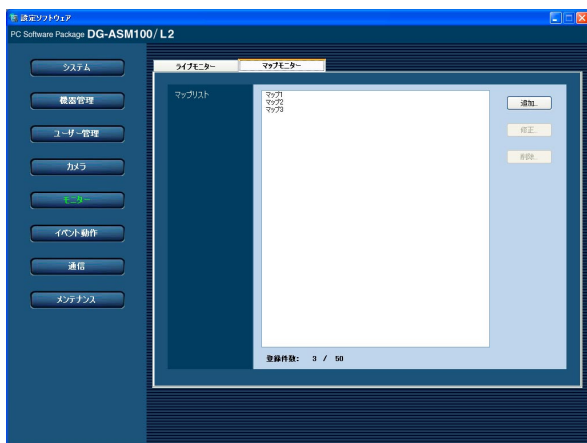 設定ソフトウェア
PC Software Package DG-ASM100/L2
システム
機器管理
ユーザー管理
カメラ
モニター
イベント動作
通信
メンテナンス
ライブモニター
マップモニター
マップリスト
マップ1
マップ2
マップ3
追加...
修正...
削除...
登録件数: 3 / 50